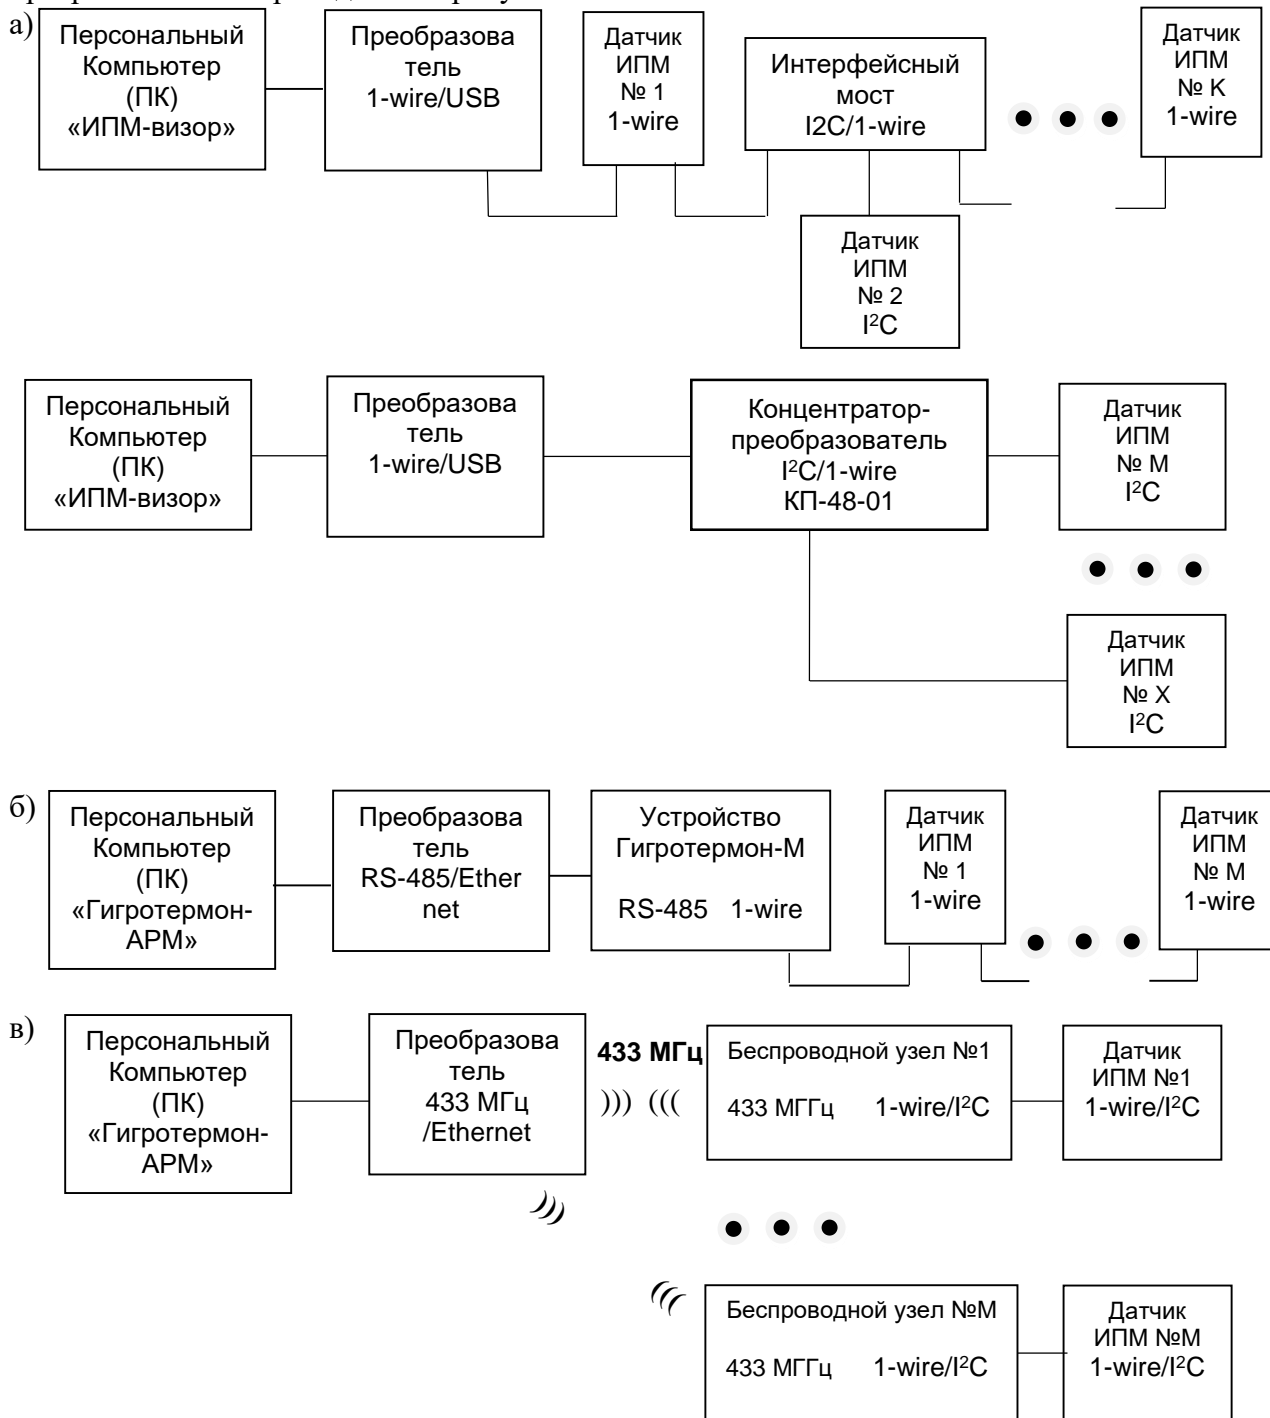 а)
Персональный
Компьютер
(ПК)
«ИПМ-визор»
Преобразова
тель
1-wire/USB
Датчик
ИПМ
№ 1
1-wire
Интерфейсный
мост
I2C/1-wire
Датчик
ИПМ
№ K
1-wire
Датчик
ИПМ
№ 2
I²C
Персональный
Компьютер
(ПК)
«ИПМ-визор»
Преобразова
тель
1-wire/USB
Концентратор-
преобразователь
I²C/1-wire
КП-48-01
Датчик
ИПМ
№ М
I²C
Датчик
ИПМ
№ X
I²C
б)
Персональный
Компьютер
(ПК)
«Гигротермон-
АРМ»
Преобразова
тель
RS-485/Ether
net
Устройство
Гигротермон-М
RS-485 1-wire
Датчик
ИПМ
№ 1
1-wire
Датчик
ИПМ
№ М
1-wire
в)
Персональный
Компьютер
(ПК)
«Гигротермон-
АРМ»
Преобразова
тель
433 МГц
/Ethernet
433 МГц
))) (((
Беспроводной узел №1
433 МГГц 1-wire/I²C
Датчик
ИПМ №1
1-wire/I²C
)))
(((
Беспроводной узел №М
433 МГГц 1-wire/I²C
Датчик
ИПМ №М
1-wire/I²C